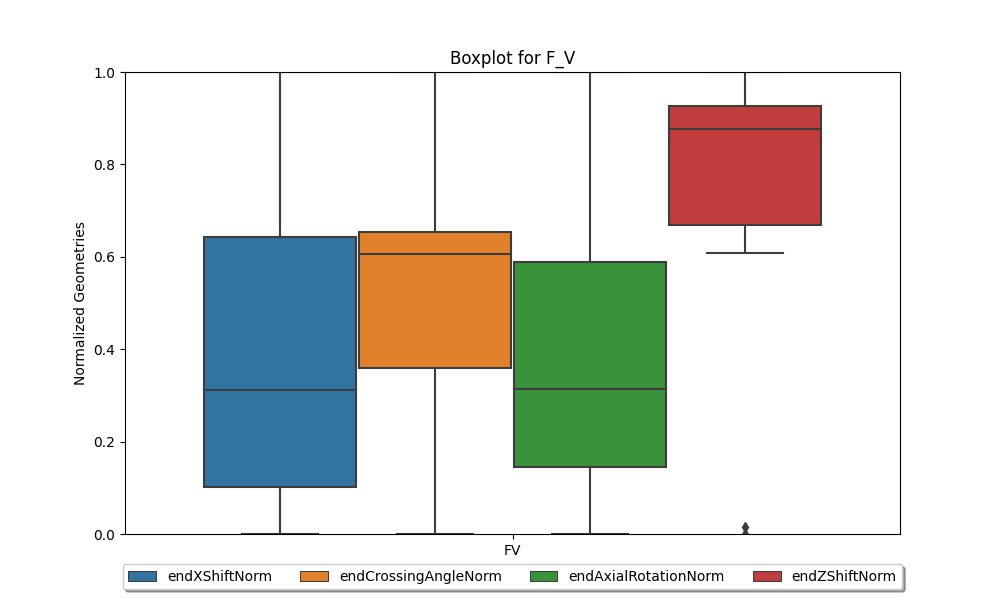 Boxplot for F_V
1.0
0.8
0.6
0.4
0.2
0.0
Normalized Geometries
FV
endXShiftNorm endCrossingAngleNorm endAxialRotationNorm endZShiftNorm